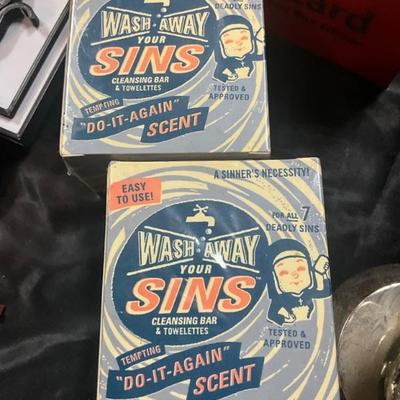 WASH AWAY
YOUR
SINS
CLEANSING BAR
& TOWELETTES
DEADLY SINS
TESTED &
APPROVED
TEMPTING
"DO-IT-AGAIN"
SCENT
A SINNER'S NECESSITY!
EASY
TO USE!
FOR ALL 7
DEADLY SINS
WASH AWAY
YOUR
SINS
CLEANSING BAR
& TOWELETTES
TESTED &
APPROVED
TEMPTING
"DO-IT-AGAIN"
SCENT